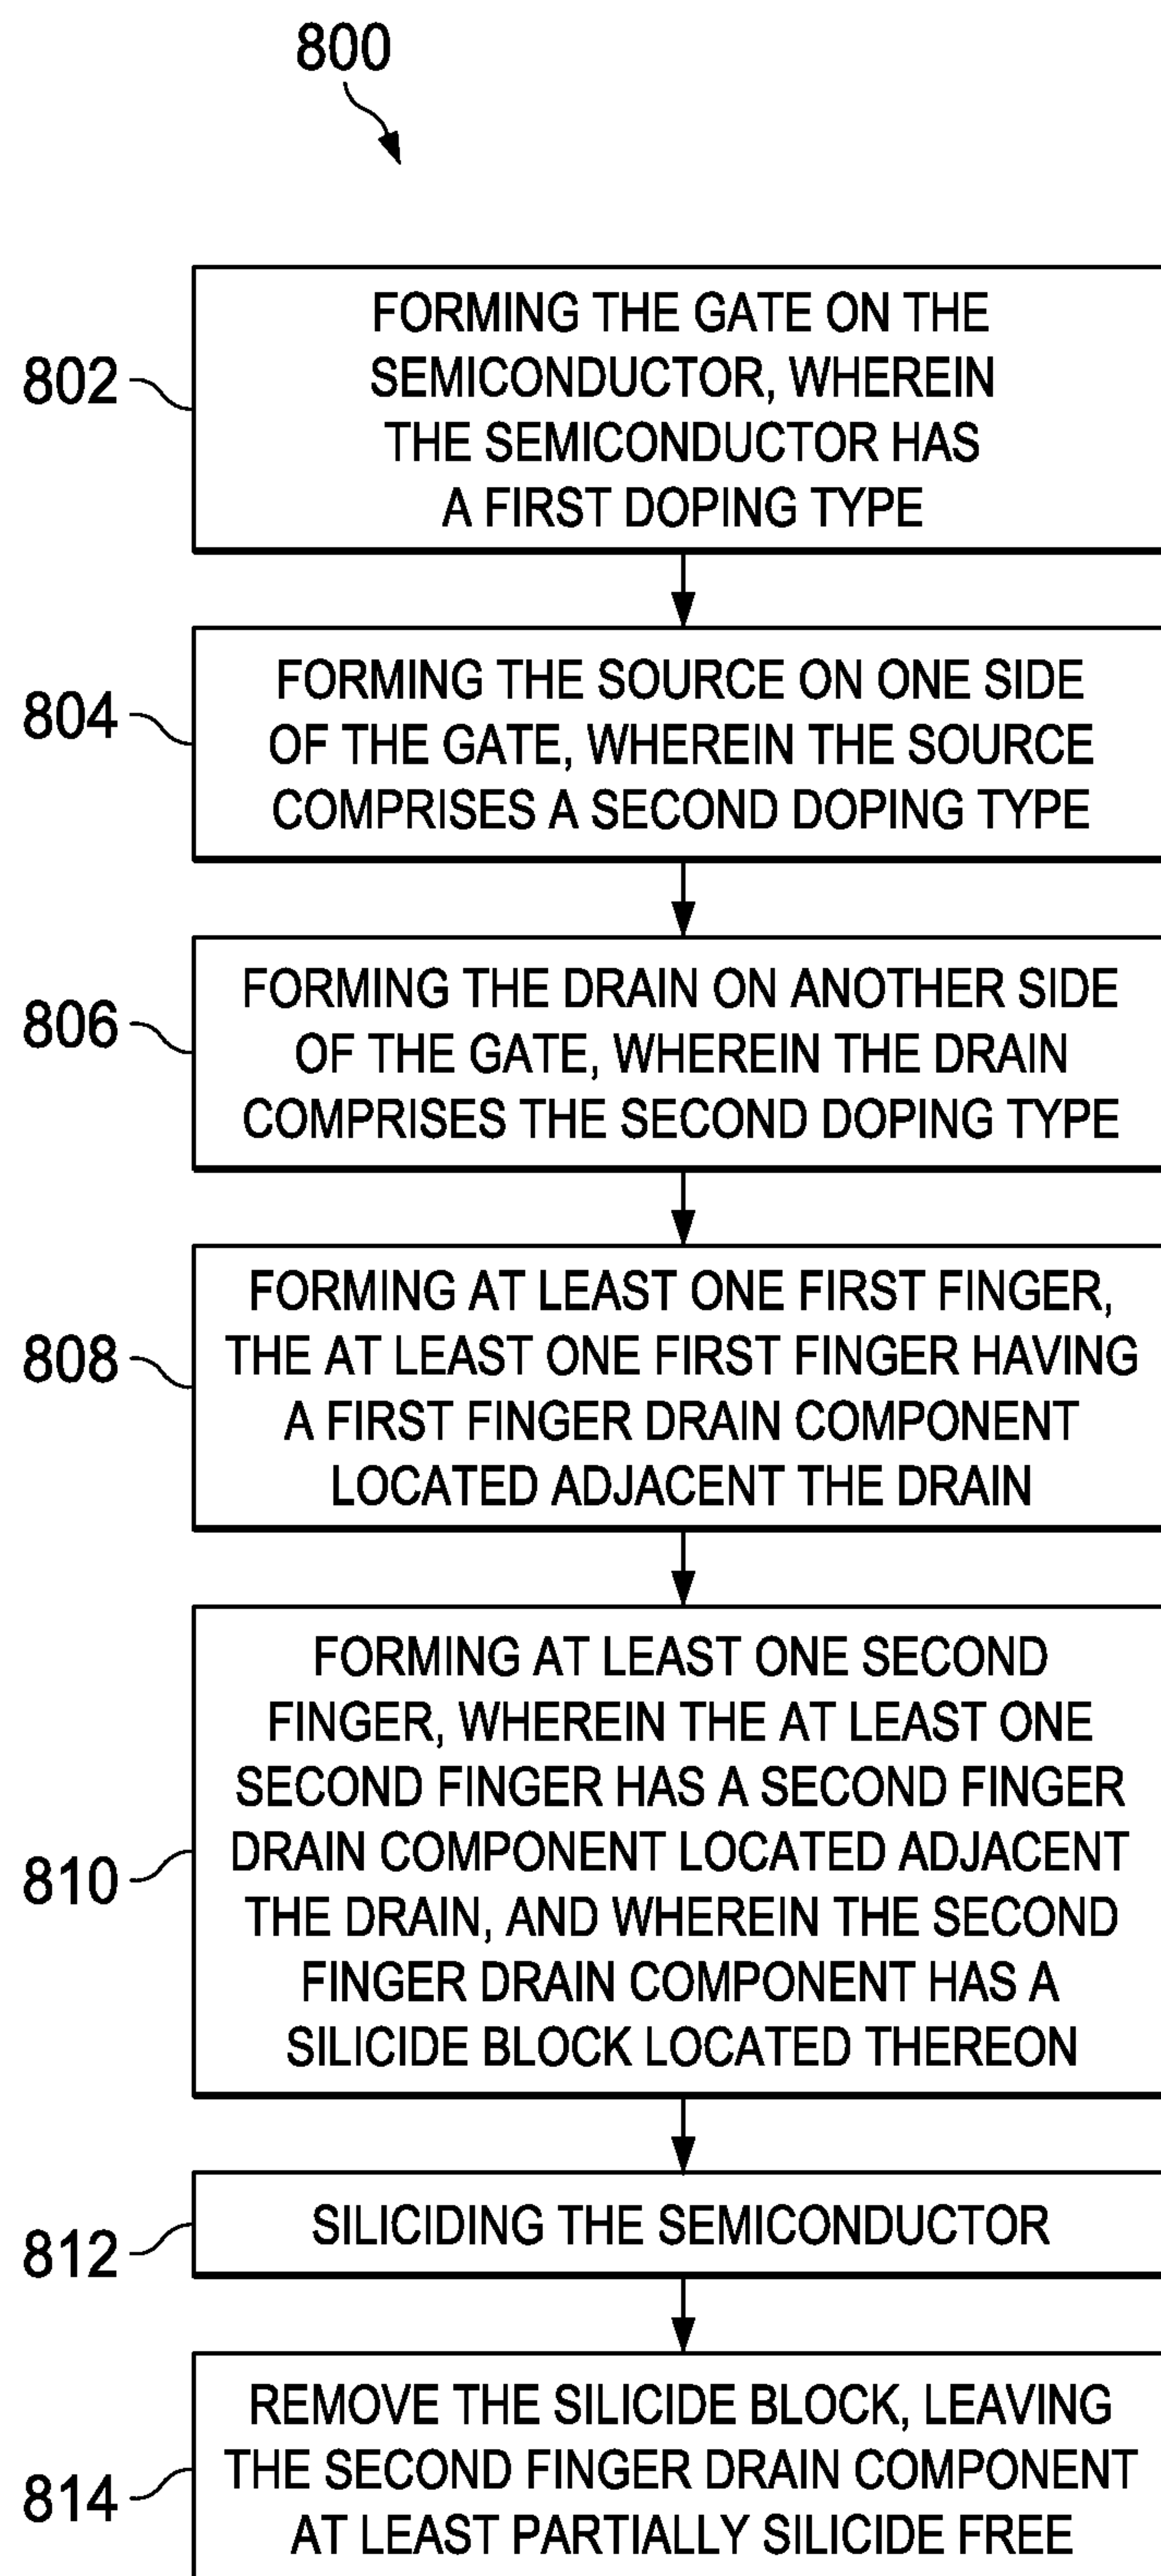 800
802
FORMING THE GATE ON THE
SEMICONDUCTOR, WHEREIN
THE SEMICONDUCTOR HAS
A FIRST DOPING TYPE
804
FORMING THE SOURCE ON ONE SIDE
OF THE GATE, WHEREIN THE SOURCE
COMPRISES A SECOND DOPING TYPE
806
FORMING THE DRAIN ON ANOTHER SIDE
OF THE GATE, WHEREIN THE DRAIN
COMPRISES THE SECOND DOPING TYPE
808
FORMING AT LEAST ONE FIRST FINGER,
THE AT LEAST ONE FIRST FINGER HAVING
A FIRST FINGER DRAIN COMPONENT
LOCATED ADJACENT THE DRAIN
810
FORMING AT LEAST ONE SECOND
FINGER, WHEREIN THE AT LEAST ONE
SECOND FINGER HAS A SECOND FINGER
DRAIN COMPONENT LOCATED ADJACENT
THE DRAIN, AND WHEREIN THE SECOND
FINGER DRAIN COMPONENT HAS A
SILICIDE BLOCK LOCATED THEREON
812
SILICIDING THE SEMICONDUCTOR
814
REMOVE THE SILICIDE BLOCK, LEAVING
THE SECOND FINGER DRAIN COMPONENT
AT LEAST PARTIALLY SILICIDE FREE